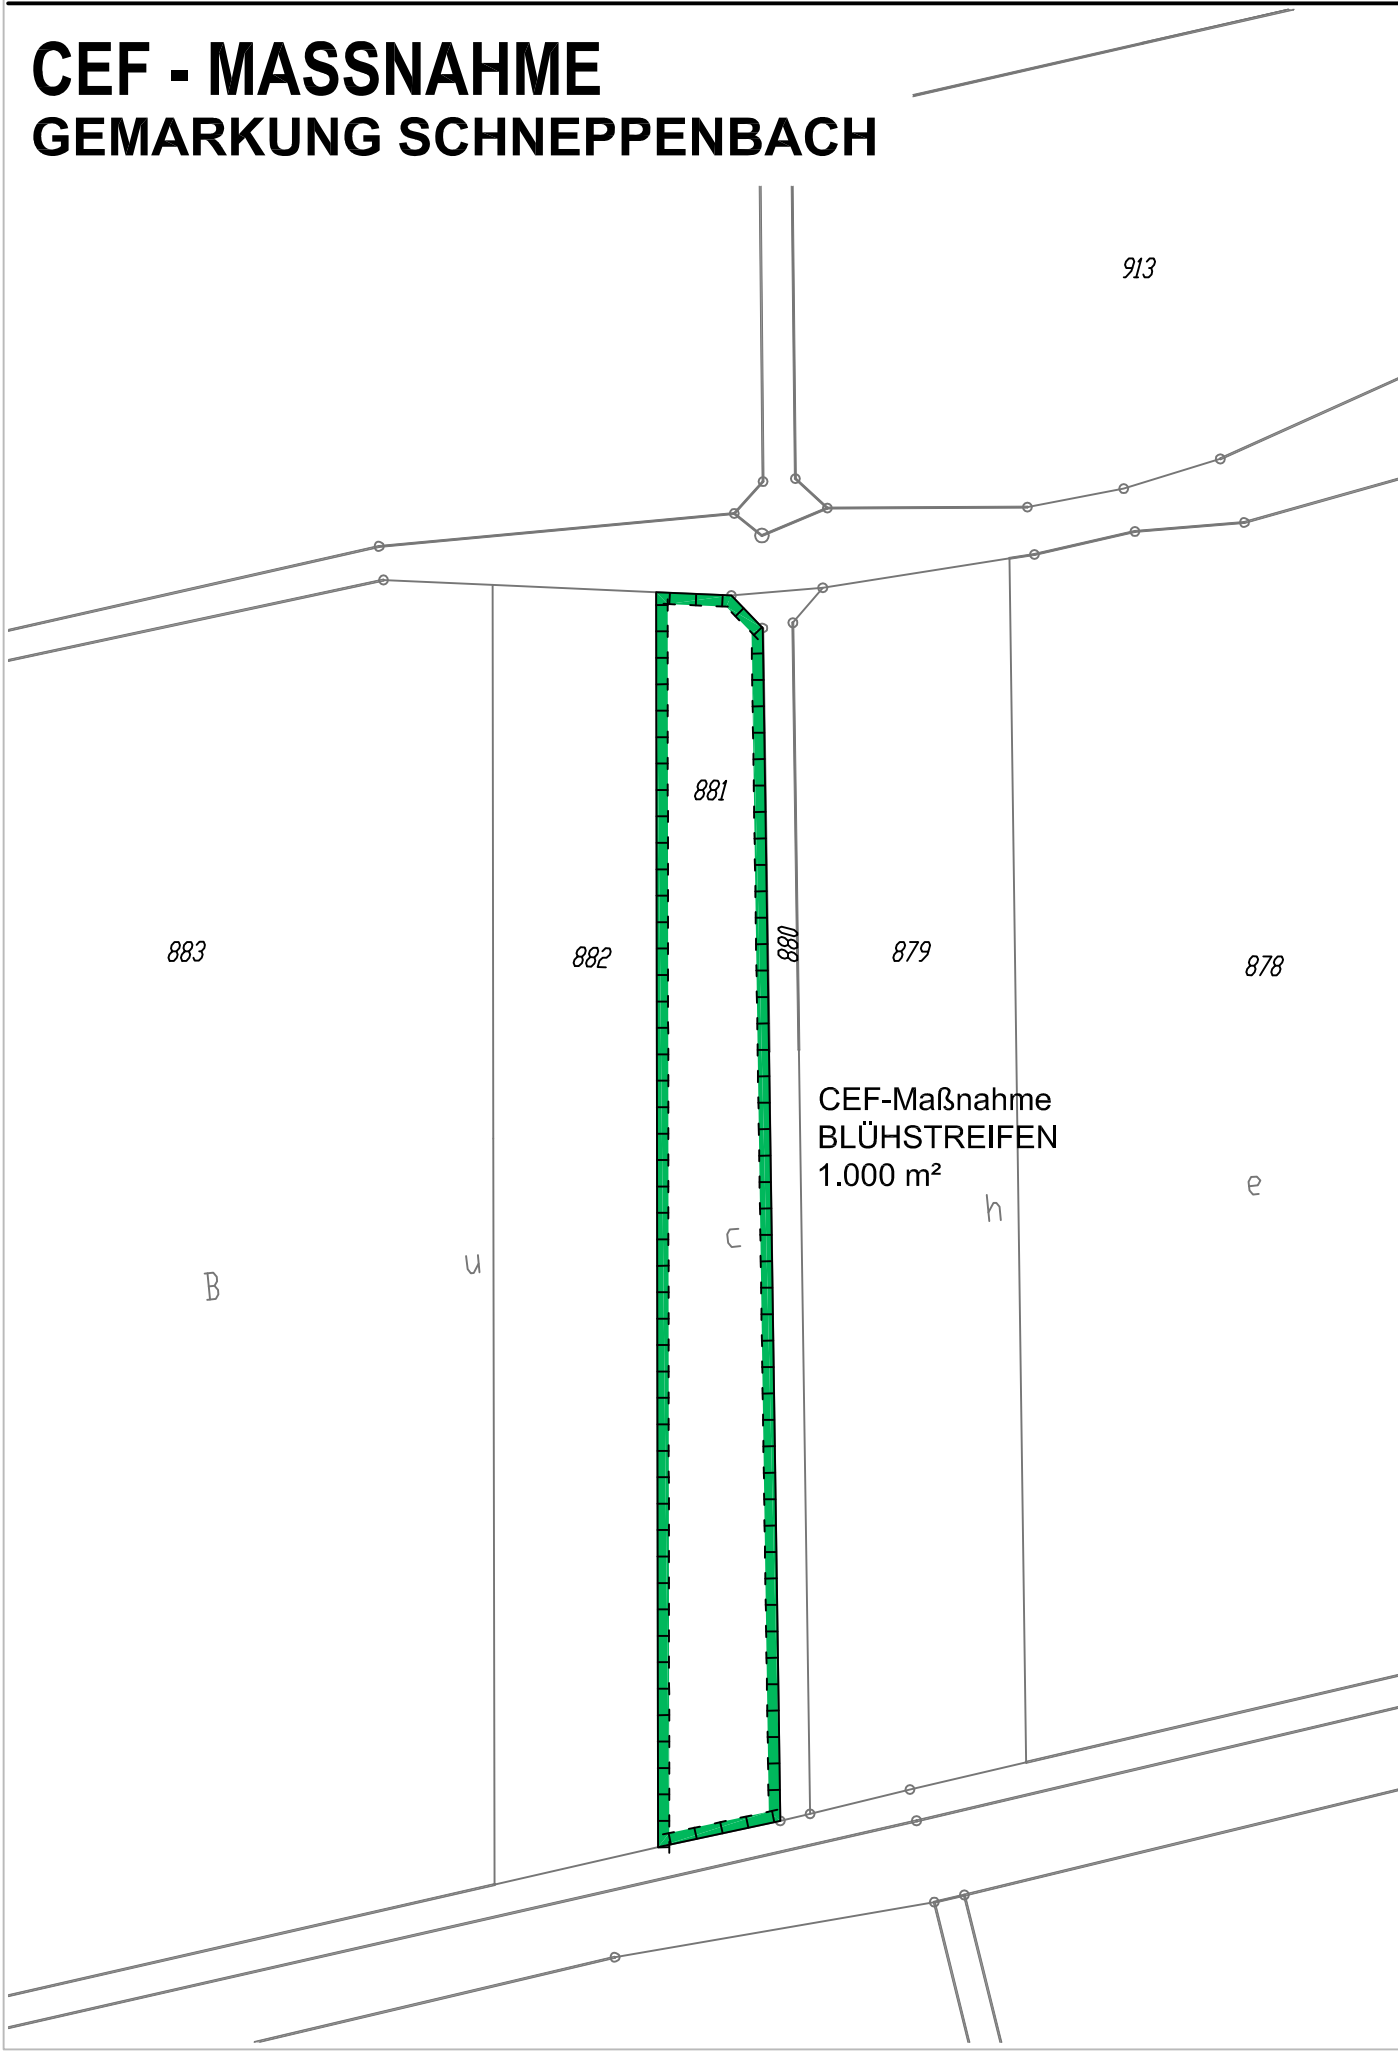 CEF - MASSNAHME
GEMARKUNG SCHNEPPENBACH
913
881
883
882
880
879
878
CEF-Maßnahme
BLÜHSTREIFEN
1.000 m²
B u c h e